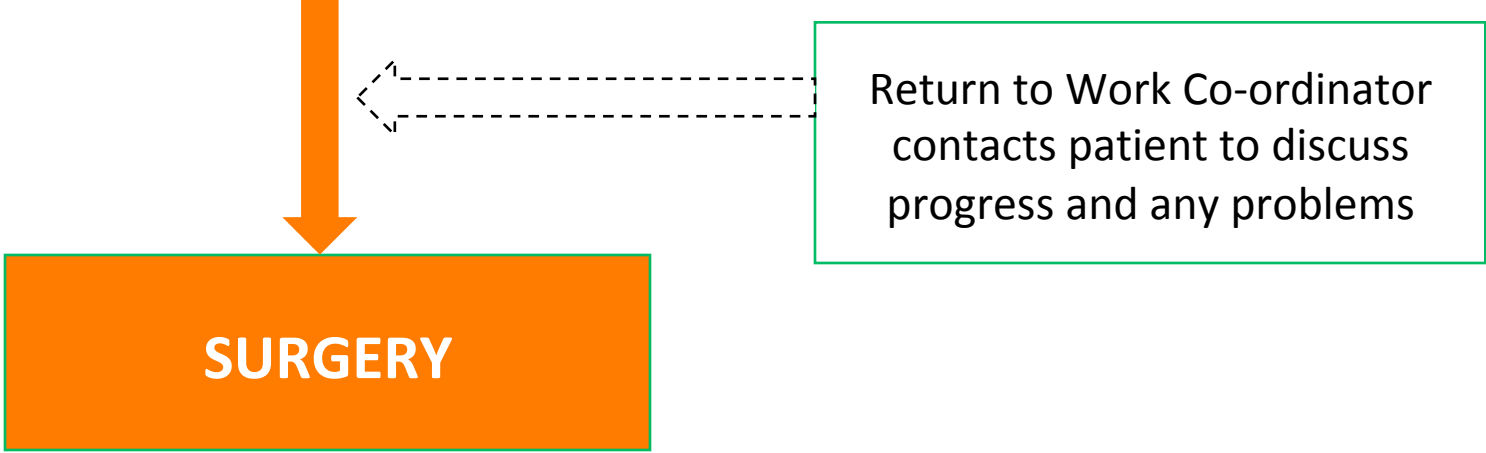 Return to Work Co-ordinator
contacts patient to discuss
progress and any problems
SURGERY